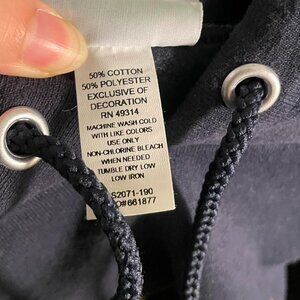 50% COTTON
50% POLYESTER
EXCLUSIVE OF
DECORATION
RN 49314
MACHINE WASH COLD
WITH LIKE COLORS
USE ONLY
NON-CHLORINE BLEACH
WHEN NEEDED
TUMBLE DRY LOW
LOW IRON
S2071-190
O#661877